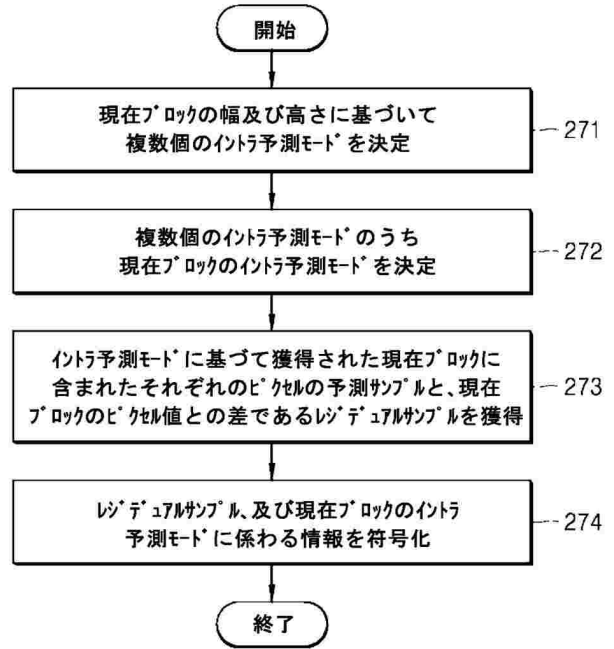 開始
現在ブロックの幅及び高さに基づいて
複数個のイントラ予測モードを決定
271
複数個のイントラ予測モードのうち
現在ブロックのイントラ予測モードを決定
272
イントラ予測モードに基づて獲得された現在ブロックに
含まれたそれぞれのピクセルの予測サンプルと、現在
ブロックのピクセル値との差であるレジデュアルサンプルを獲得
273
レジデュアルサンプル、及び現在ブロックのイントラ
予測モードに係わる情報を符号化
274
終了